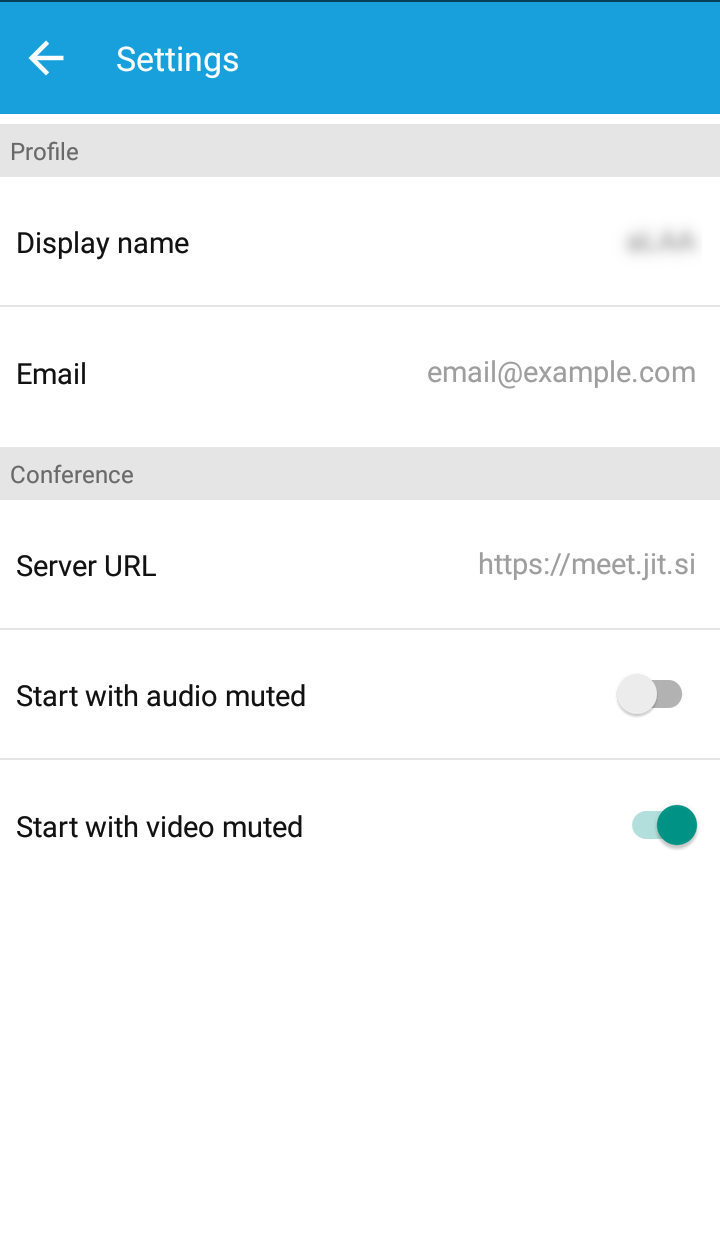 Settings
Profile
Display name
Email email@example.com
Conference
Server URL https://meet.jit.si
Start with audio muted
Start with video muted